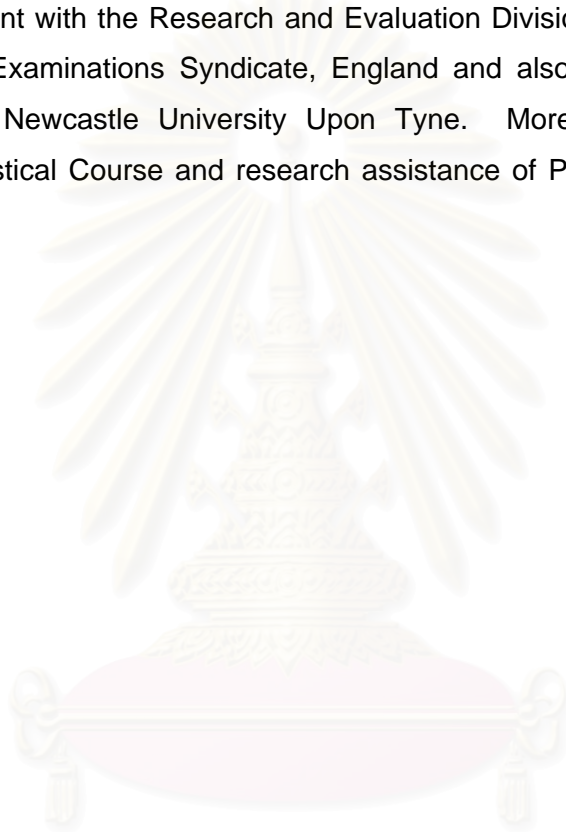 nt with the Research and Evaluation Divisio
Examinations Syndicate, England and also
Newcastle University Upon Tyne. More
stical Course and research assistance of P